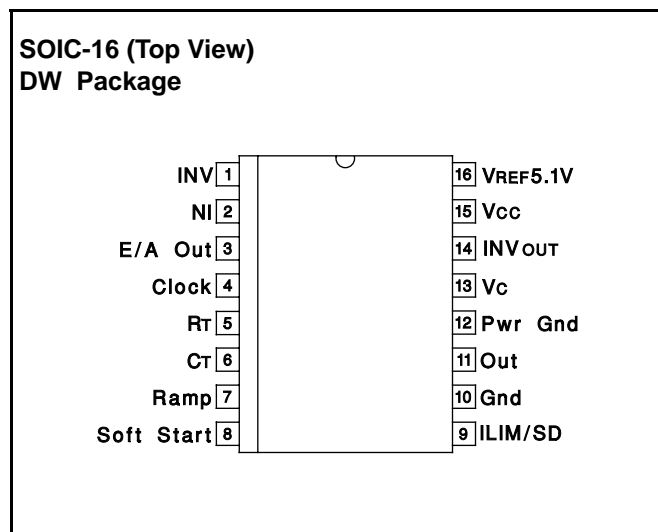 SOIC-16 (Top View)
DW Package
INV 1
NI 2
E/A Out 3
Clock 4
RT 5
CT 6
Ramp 7
Soft Start 8
16 VREF5.1V
15 VCC
14 INVOUT
13 VC
12 Pwr Gnd
11 Out
10 Gnd
9 ILIM/SD